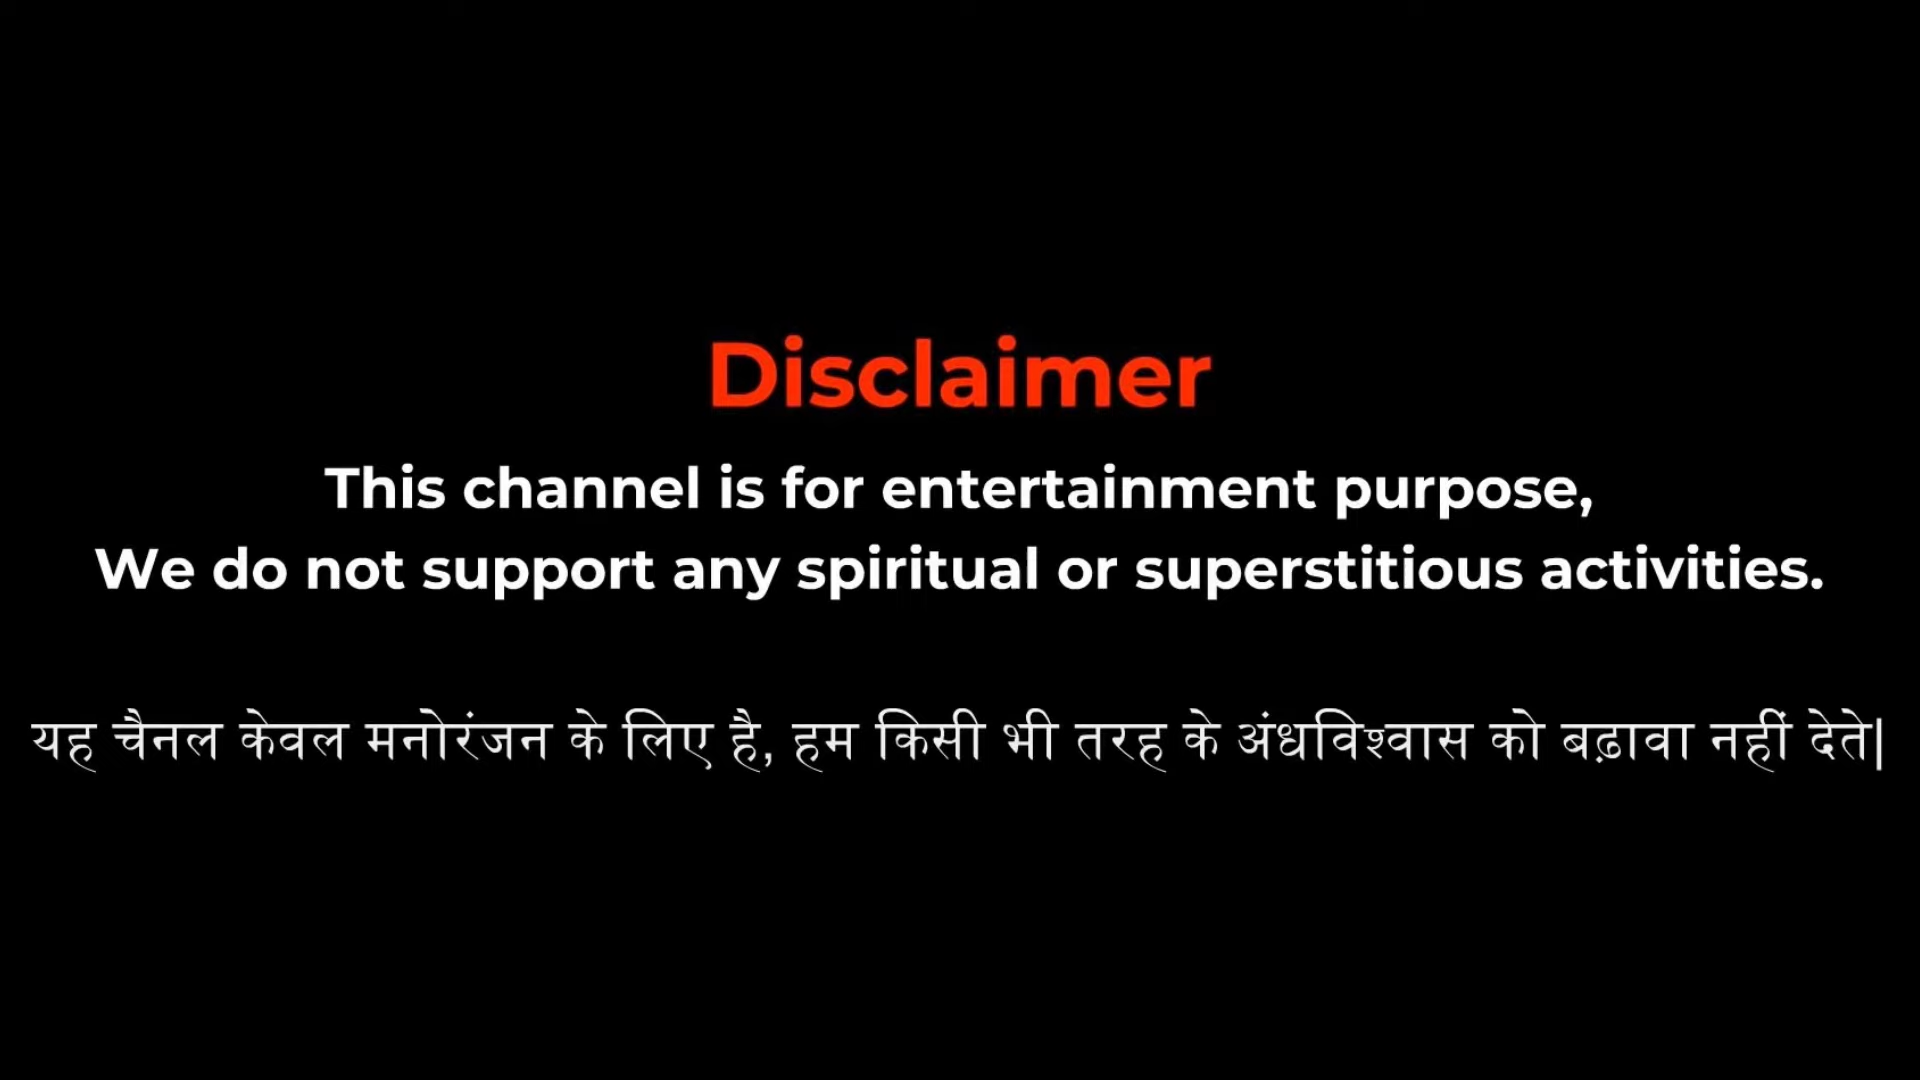 Disclaimer
This channel is for entertainment purpose,
We do not support any spiritual or superstitious activities.
यह चैनल केवल मनोरंजन के लिए है, हम किसी भी तरह के अंधविश्वास को बढ़ावा नहीं देते|